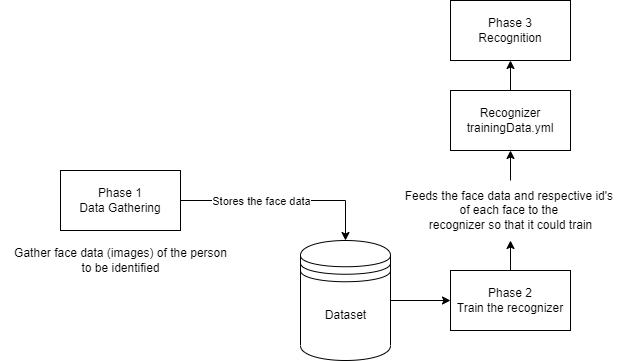 Phase 3
Recognition
Recognizer
trainingData.yml
Phase 1
Data Gathering
Stores the face data
Feeds the face data and respective id's
of each face to the
recognizer so that it could train
Gather face data (images) of the person
to be identified
Dataset
Phase 2
Train the recognizer